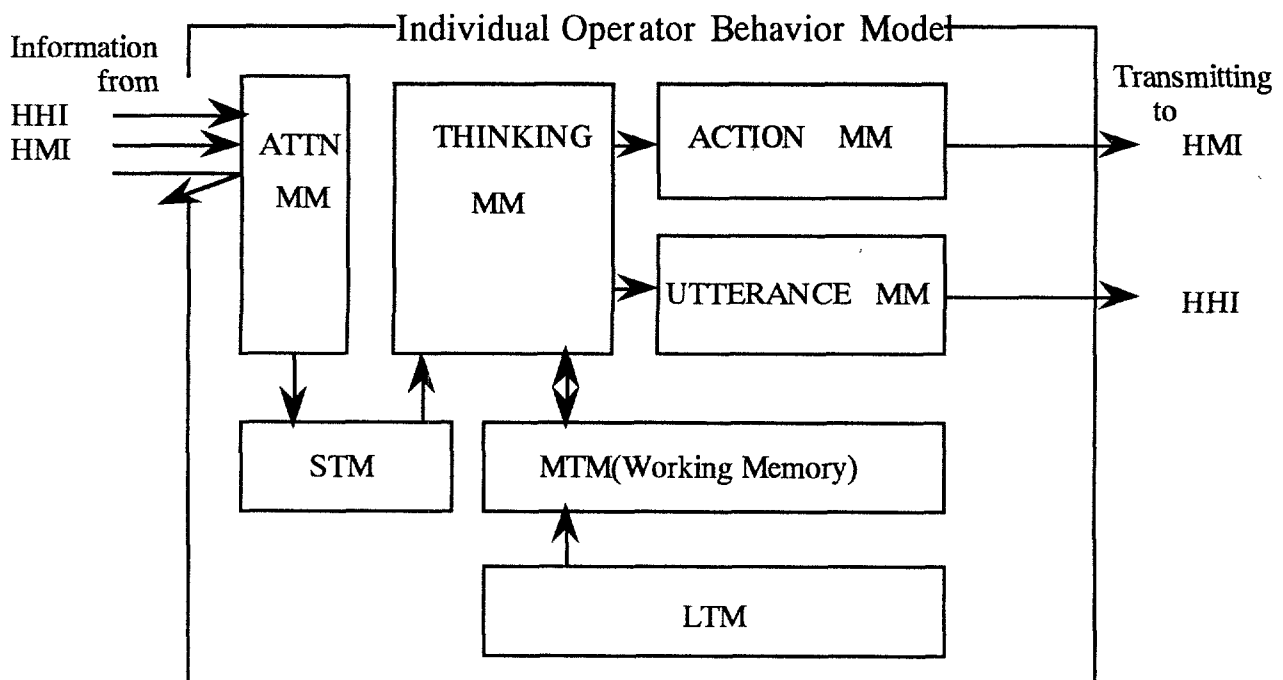 Individual Operator Behavior Model
Information
from
HHI
HMI
ATTN
MM
THINKING
MM
ACTION MM
UTTERANCE MM
Transmitting
to
HMI
HHI
STM
MTM(Working Memory)
LTM